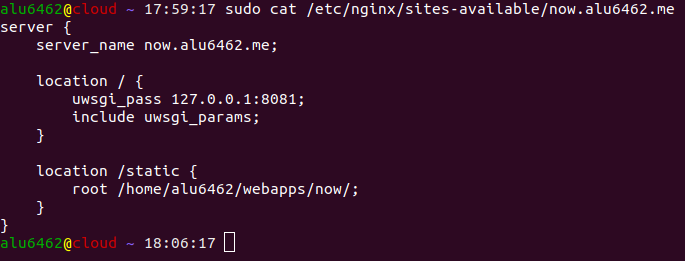 alu6462@cloud ~ 17:59:17 sudo cat /etc/nginx/sites-available/now.alu6462.me
server {
    server_name now.alu6462.me;

    location / {
        uwsgi_pass 127.0.0.1:8081;
        include uwsgi_params;
    }

    location /static {
        root /home/alu6462/webapps/now/;
    }
}
alu6462@cloud ~ 18:06:17